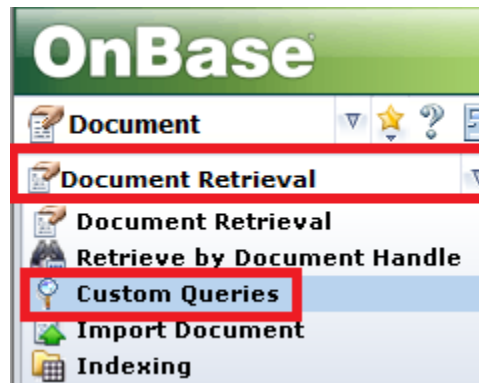 OnBase
Document
Document Retrieval
Document Retrieval
Retrieve by Document Handle
Custom Queries
Import Document
Indexing